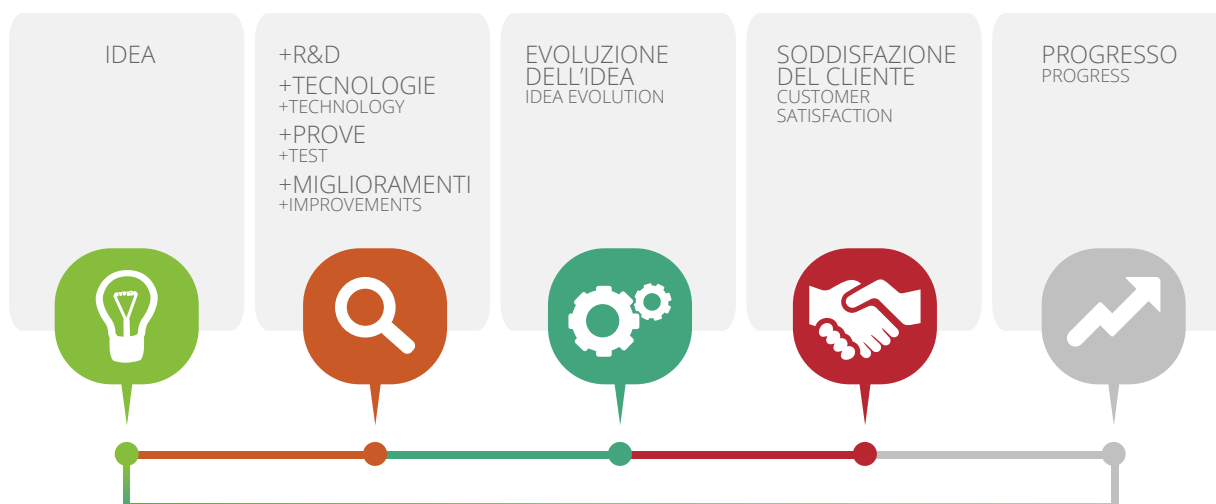 IDEA
+R&D
+TECNOLOGIE
+TECHNOLOGY
+PROVE
+TEST
+MIGLIORAMENTI
+IMPROVEMENTS
EVOLUZIONE
DELL’IDEA
IDEA EVOLUTION
SODDISFAZIONE
DEL CLIENTE
CUSTOMER
SATISFACTION
PROGRESSO
PROGRESS